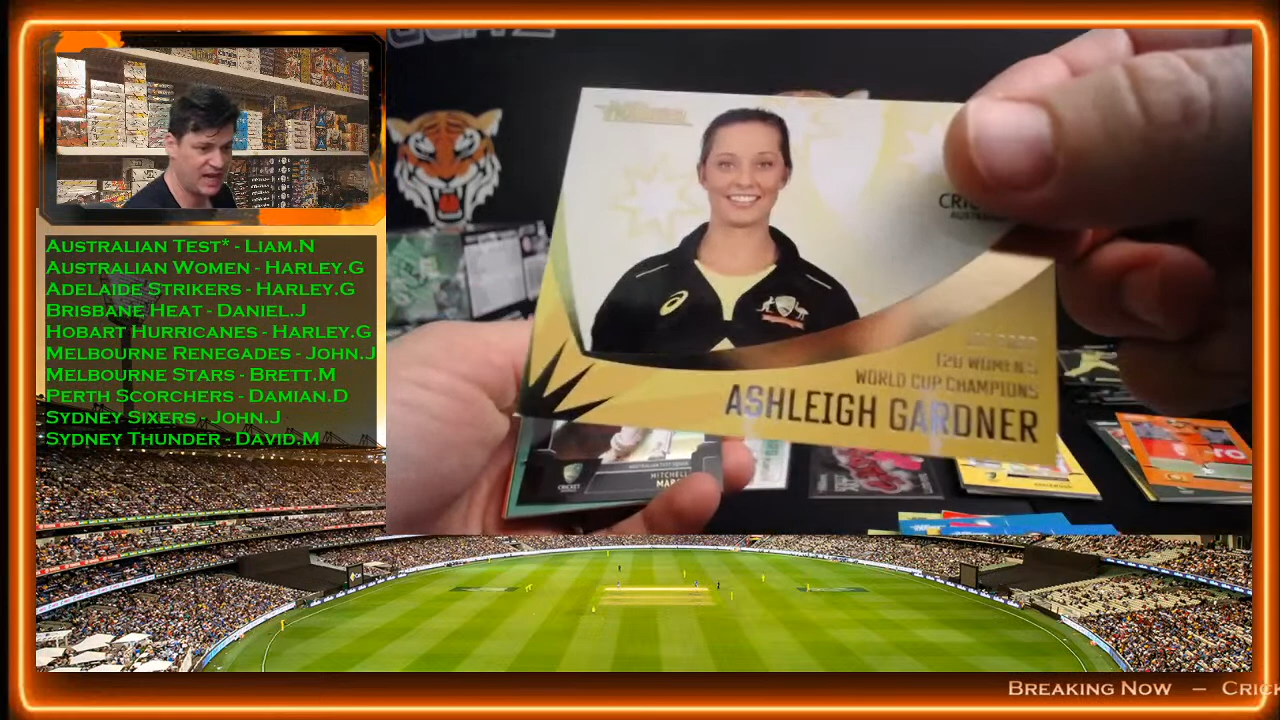 AUSTRALIAN TEST* - LIAM.N
AUSTRALIAN WOMEN - HARLEY.G
ADELAIDE STRIKERS - HARLEY.G
BRISBANE HEAT - DANIEL.J
HOBART HURRICANES - HARLEY.G
MELBOURNE RENEGADES - JOHN.J
MELBOURNE STARS - BRETT.M
PERTH SCORCHERS - DAMIAN.D
SYDNEY SIXERS - JOHN.J
SYDNEY THUNDER - DAVID.M
T20 WOMEN'S
WORLD CUP CHAMPIONS
ASHLEIGH GARDNER
MITCHELL
BREAKING NOW – CRICK